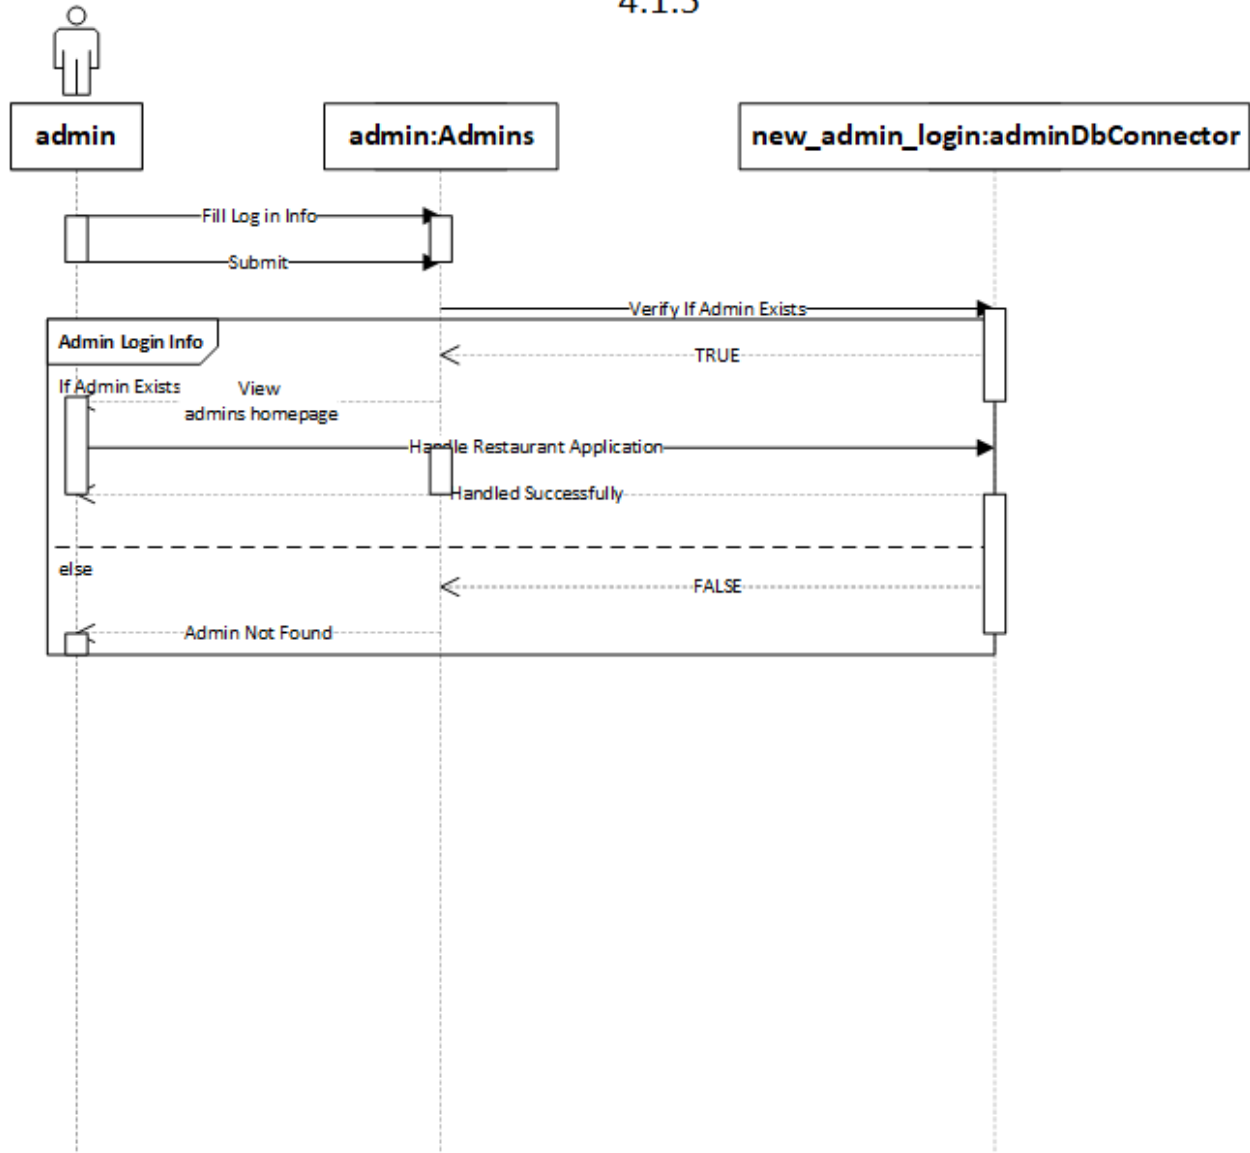 4.1.5
admin
admin:Admins
new_admin_login:adminDbConnector
Fill Log in Info
Submit
Verify If Admin Exists
Admin Login Info
TRUE
If Admin Exists
View
admins homepage
Handle Restaurant Application
Handled Successfully
else
FALSE
Admin Not Found